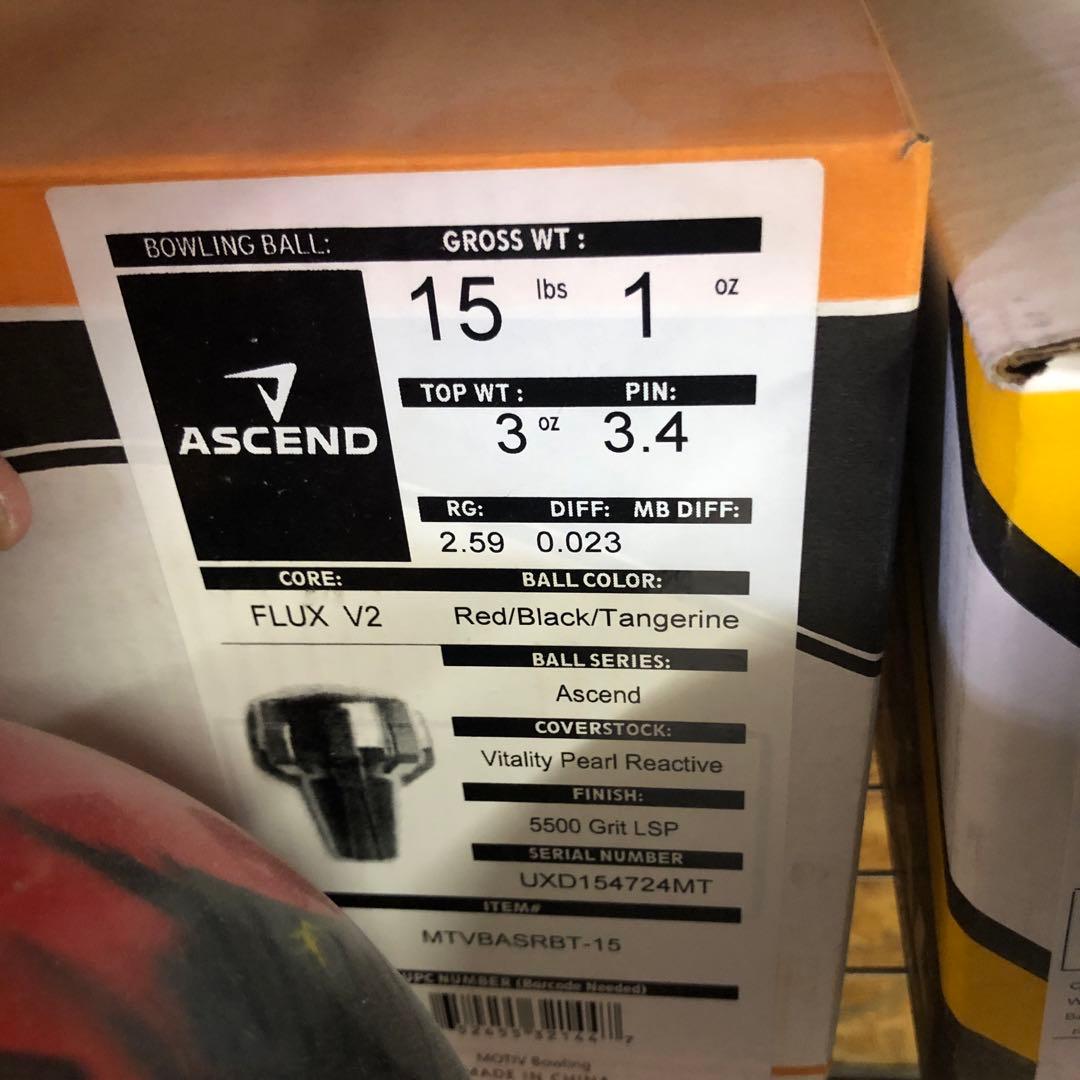 BOWLING BALL: GROSS WT :
15 lbs 1 oz
ASCEND
TOP WT : PIN:
3 oz 3.4
RG: DIFF: MB DIFF:
2.59 0.023
CORE: BALL COLOR:
FLUX V2 Red/Black/Tangerine
BALL SERIES:
Ascend
COVERSTOCK:
Vitality Pearl Reactive
FINISH:
5500 Grit LSP
SERIAL NUMBER
UXD154724MT
ITEM#
MTVBASRBT-15
UPC NUMBER (Barcode Needed)
MOTIV Bowling
MADE IN CHINA